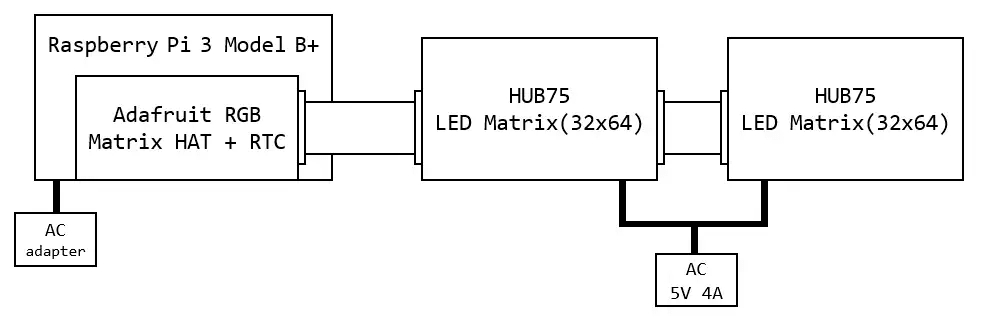 Raspberry Pi 3 Model B+
Adafruit RGB
Matrix HAT + RTC
AC
adapter
HUB75
LED Matrix(32x64)
HUB75
LED Matrix(32x64)
AC
5V 4A